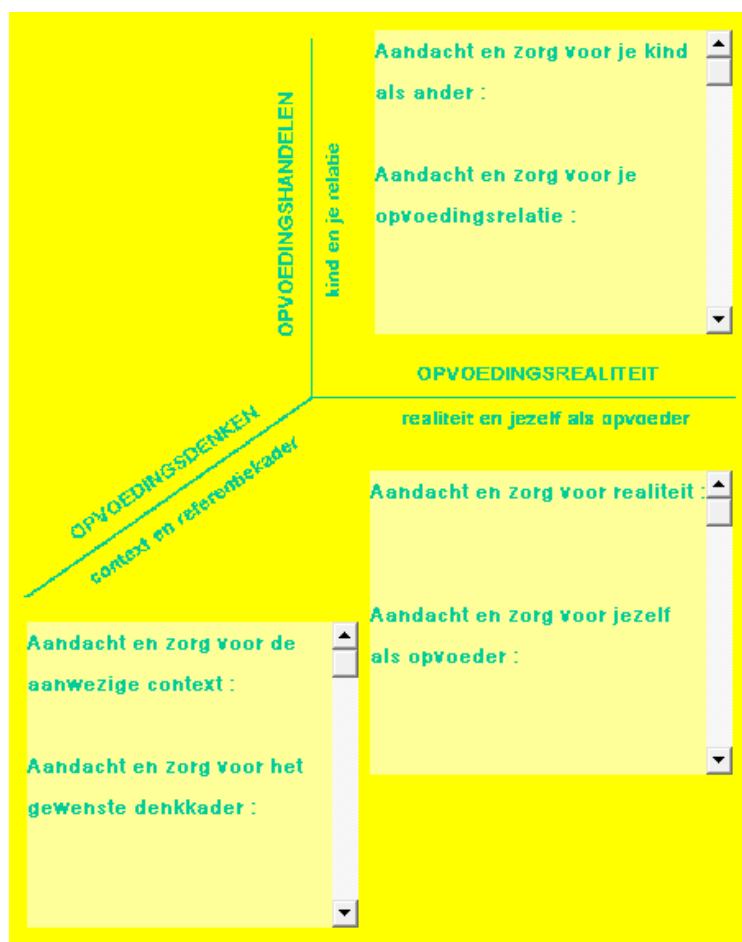 Aandacht en zorg voor je kind
als ander :
Aandacht en zorg voor je
opvoedingsrelatie :
OPVOEDINGSHANDELEN
kind en je relatie
OPVOEDINGSREALITEIT
realiteit en jezelf als opvoeder
OPVOEDINGSDENKEN
context en referentiekader
Aandacht en zorg voor realiteit :
Aandacht en zorg voor jezelf
als opvoeder :
Aandacht en zorg voor de
aanwezige context :
Aandacht en zorg voor het
gewenste denkkader :